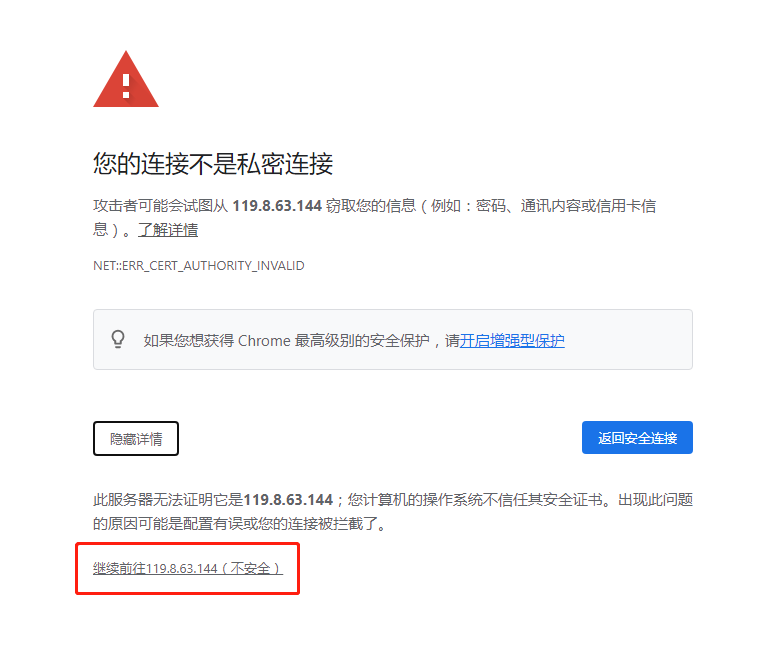 您的连接不是私密连接
攻击者可能会试图从 119.8.63.144 窃取您的信息（例如：密码、通讯内容或信用卡信
息）。了解详情
NET::ERR_CERT_AUTHORITY_INVALID
如果您想获得 Chrome 最高级别的安全保护，请开启增强型保护
隐藏详情
返回安全连接
此服务器无法证明它是119.8.63.144；您计算机的操作系统不信任其安全证书。出现此问题
的原因可能是配置有误或您的连接被拦截了。
继续前往119.8.63.144（不安全）